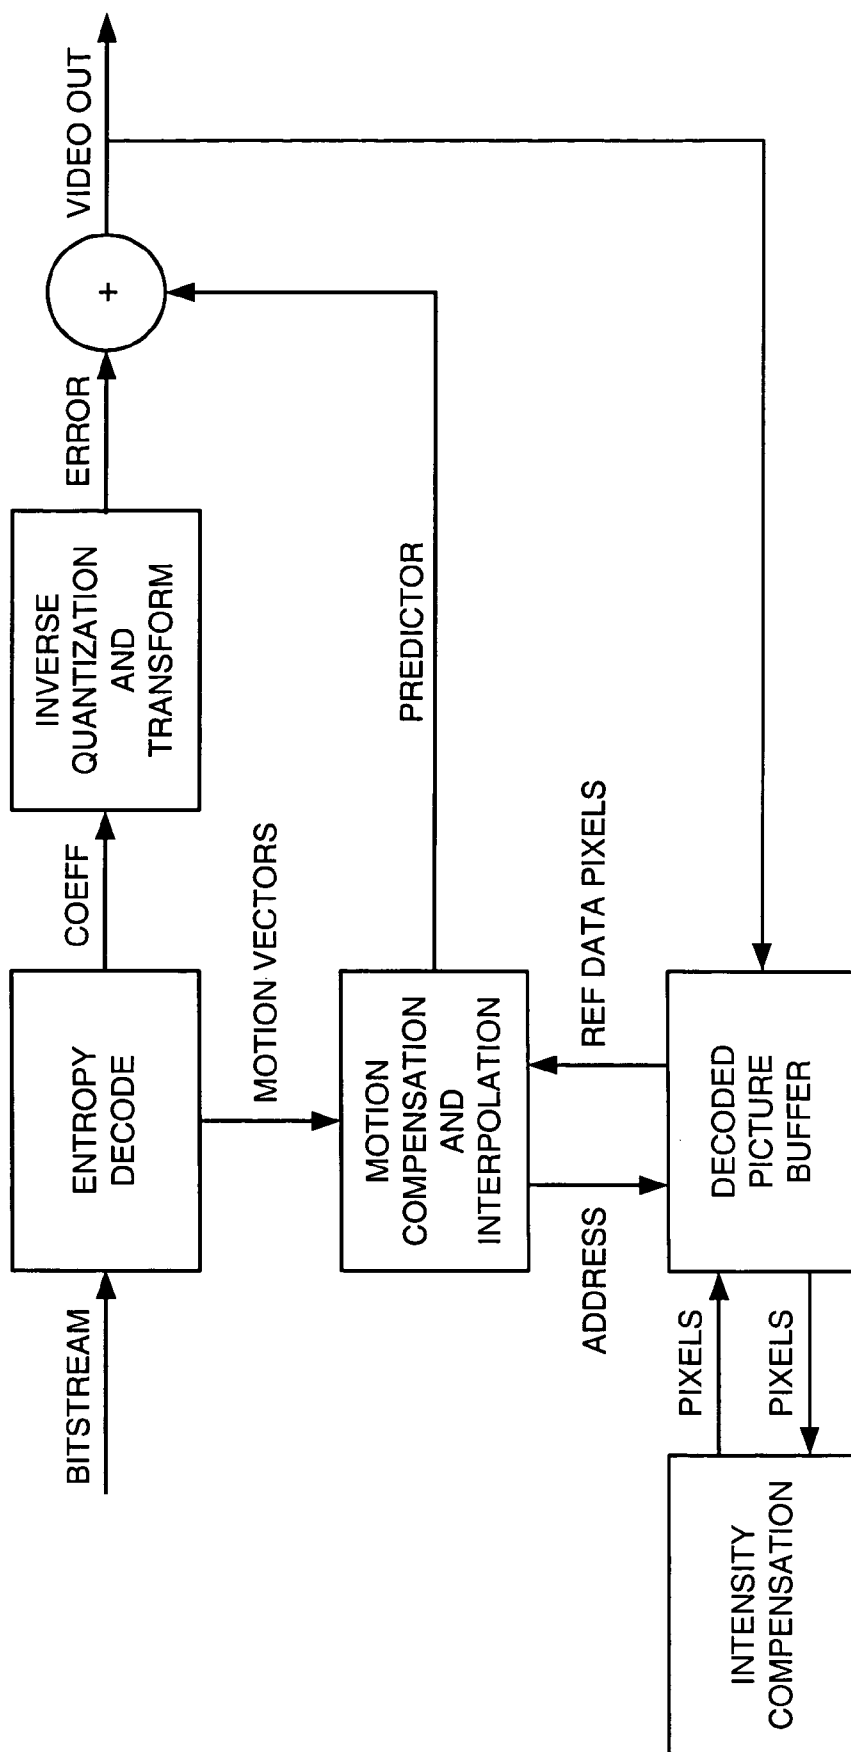 BITSTREAM
ENTROPY
DECODE
COEFF
INVERSE
QUANTIZATION
AND
TRANSFORM
ERROR
+
VIDEO OUT
MOTION VECTORS
MOTION
COMPENSATION
AND
INTERPOLATION
PREDICTOR
ADDRESS
REF DATA PIXELS
DECODED
PICTURE
BUFFER
PIXELS
PIXELS
INTENSITY
COMPENSATION